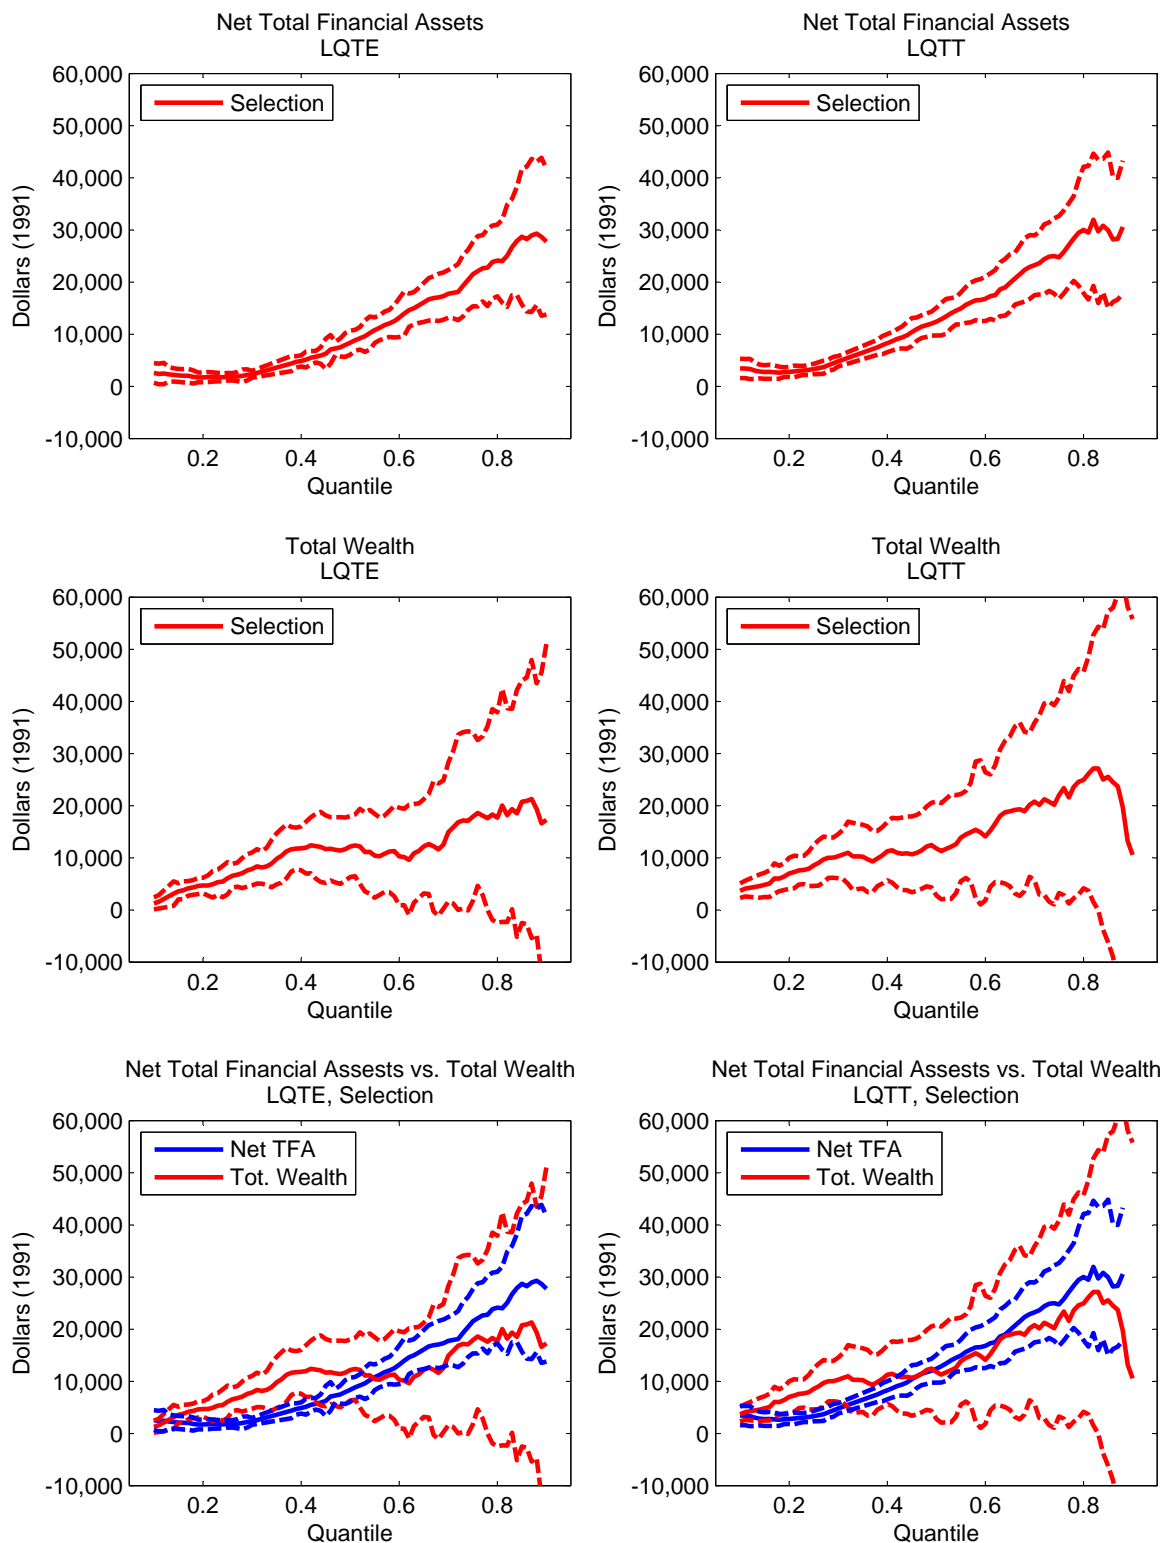 Net Total Financial Assets
LQTE
60,000
50,000
40,000
30,000
20,000
10,000
0
-10,000
Dollars (1991)
Selection
0.2
0.4
0.6
0.8
Quantile
Net Total Financial Assets
LQTT
60,000
50,000
40,000
30,000
20,000
10,000
0
-10,000
Dollars (1991)
Selection
0.2
0.4
0.6
0.8
Quantile
Total Wealth
LQTE
60,000
50,000
40,000
30,000
20,000
10,000
0
-10,000
Dollars (1991)
Selection
0.2
0.4
0.6
0.8
Quantile
Total Wealth
LQTT
60,000
50,000
40,000
30,000
20,000
10,000
0
-10,000
Dollars (1991)
Selection
0.2
0.4
0.6
0.8
Quantile
Net Total Financial Assests vs. Total Wealth
LQTE, Selection
60,000
50,000
40,000
30,000
20,000
10,000
0
-10,000
Dollars (1991)
Net TFA
Tot. Wealth
0.2
0.4
0.6
0.8
Quantile
Net Total Financial Assests vs. Total Wealth
LQTT, Selection
60,000
50,000
40,000
30,000
20,000
10,000
0
-10,000
Dollars (1991)
Net TFA
Tot. Wealth
0.2
0.4
0.6
0.8
Quantile